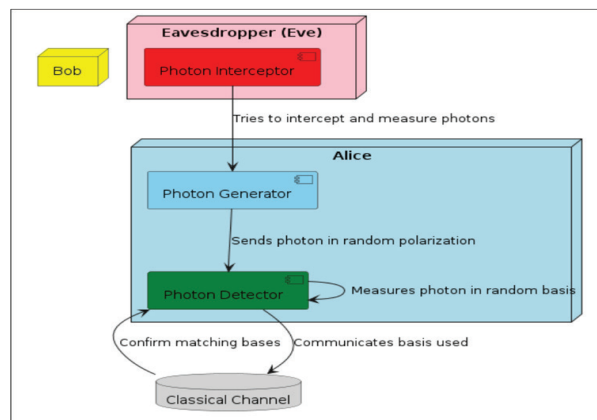 Eavesdropper (Eve)
Bob
Photon Interceptor
Tries to intercept and measure photons
Alice
Photon Generator
Sends photon in random polarization
Photon Detector
Measures photon in random basis
Confirm matching bases
Communicates basis used
Classical Channel